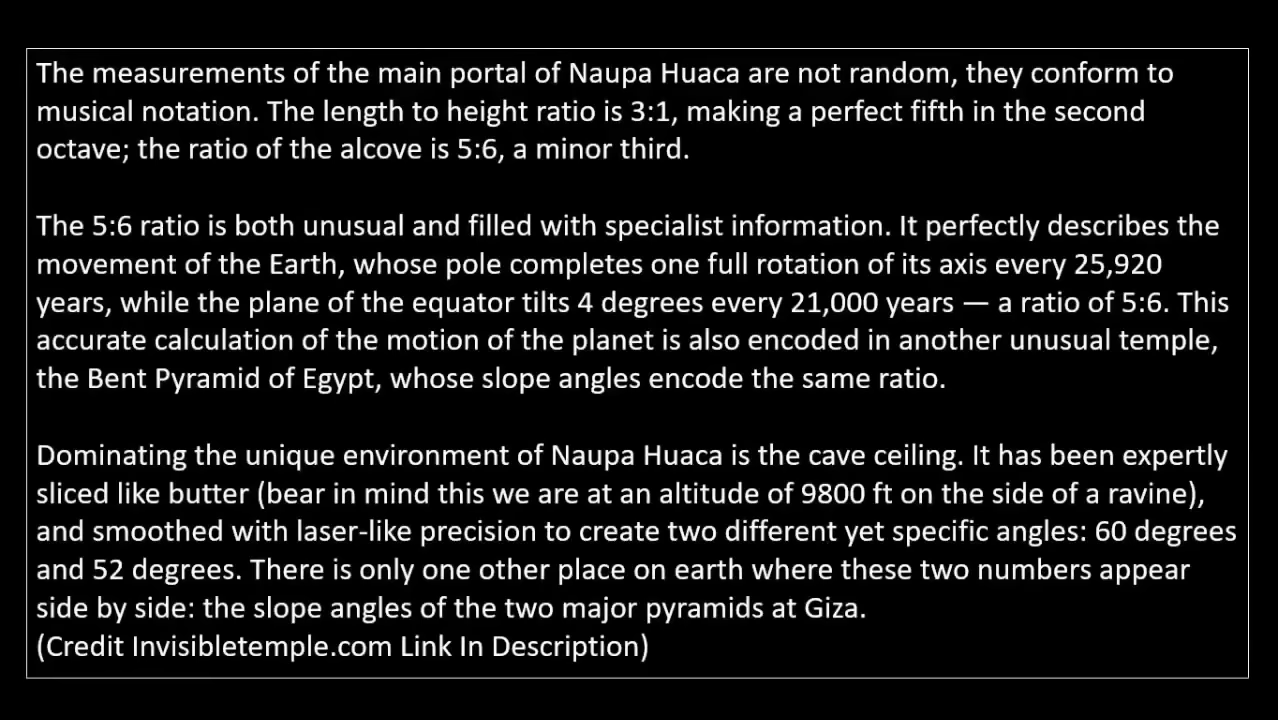 The measurements of the main portal of Naupa Huaca are not random, they conform to
musical notation. The length to height ratio is 3:1, making a perfect fifth in the second
octave; the ratio of the alcove is 5:6, a minor third.
The 5:6 ratio is both unusual and filled with specialist information. It perfectly describes the
movement of the Earth, whose pole completes one full rotation of its axis every 25,920
years, while the plane of the equator tilts 4 degrees every 21,000 years — a ratio of 5:6. This
accurate calculation of the motion of the planet is also encoded in another unusual temple,
the Bent Pyramid of Egypt, whose slope angles encode the same ratio.
Dominating the unique environment of Naupa Huaca is the cave ceiling. It has been expertly
sliced like butter (bear in mind this we are at an altitude of 9800 ft on the side of a ravine),
and smoothed with laser-like precision to create two different yet specific angles: 60 degrees
and 52 degrees. There is only one other place on earth where these two numbers appear
side by side: the slope angles of the two major pyramids at Giza.
(Credit Invisibletemple.com Link In Description)